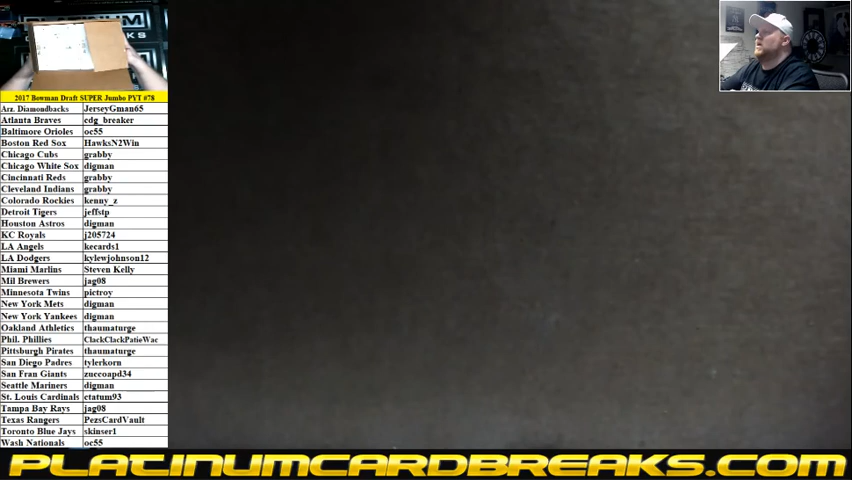 PLATINUM
2017 Bowman Draft SUPER Jumbo PYT #78
Arz. Diamondbacks JerseyGman65
Atlanta Braves cdg_breaker
Baltimore Orioles oc55
Boston Red Sox HawksN2Win
Chicago Cubs grabby
Chicago White Sox digman
Cincinnati Reds grabby
Cleveland Indians grabby
Colorado Rockies kenny_z
Detroit Tigers jeffstp
Houston Astros digman
KC Royals j205724
LA Angels kecards1
LA Dodgers kylewjohnson12
Miami Marlins Steven Kelly
Mil Brewers jag08
Minnesota Twins pictroy
New York Mets digman
New York Yankees digman
Oakland Athletics thaumaturge
Phil. Phillies ClackClackPatieWac
Pittsburgh Pirates thaumaturge
San Diego Padres tylerkorn
San Fran Giants zuccoapd34
Seattle Mariners digman
St. Louis Cardinals ctatum93
Tampa Bay Rays jag08
Texas Rangers PezsCardVault
Toronto Blue Jays skinser1
Wash Nationals oc55
PLATINUMCARDBREAKS.COM